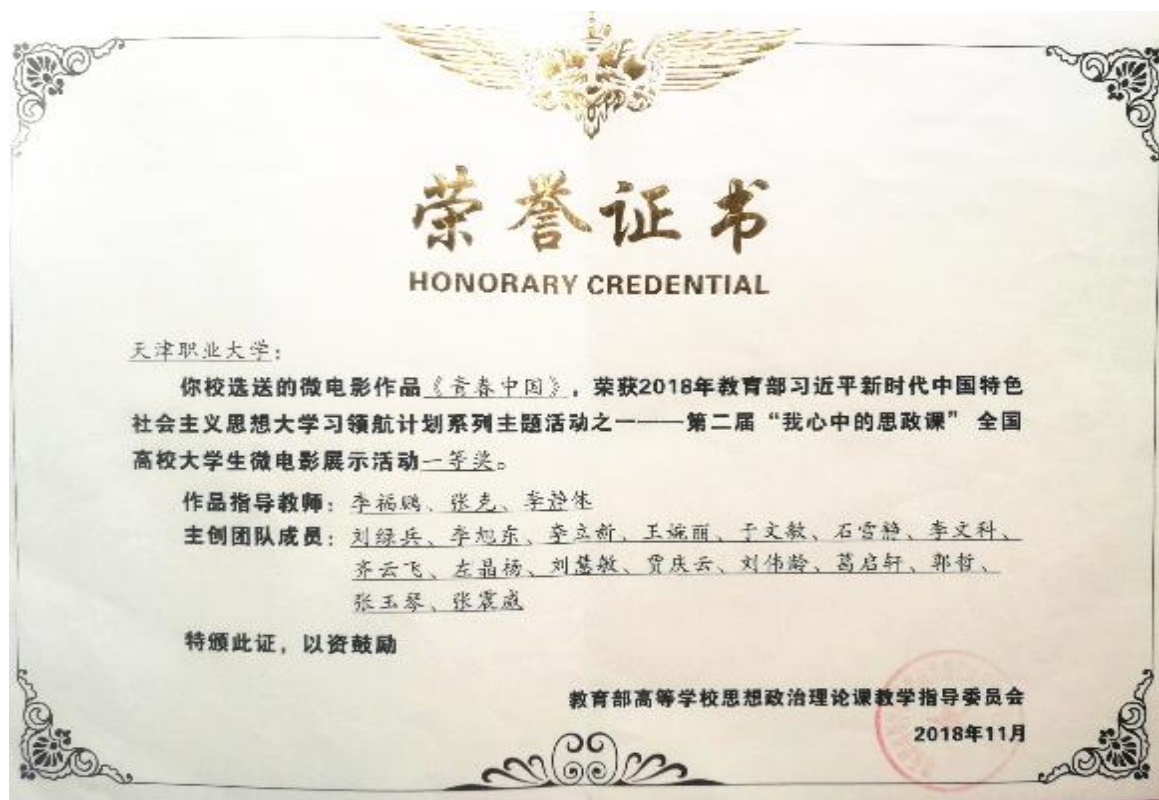 荣誉证书
HONORARY CREDENTIAL
天津职业大学：
你校选送的微电影作品《青春中国》，荣获2018年教育部习近平新时代中国特色
社会主义思想大学习领航计划系列主题活动之一——第二届“我心中的思政课” 全国
高校大学生微电影展示活动一等奖。
作品指导教师：李福鹏、张克、李静休
主创团队成员：刘绿兵、李旭东、李立新、王婉丽、于文敏、石雪静、李文科、
齐云飞、左晶杨、刘慧敏、贾庆云、刘伟龄、葛启轩、郭哲、
张玉琴、张震威
特颁此证，以资鼓励
教育部高等学校思想政治理论课教学指导委员会
2018年11月